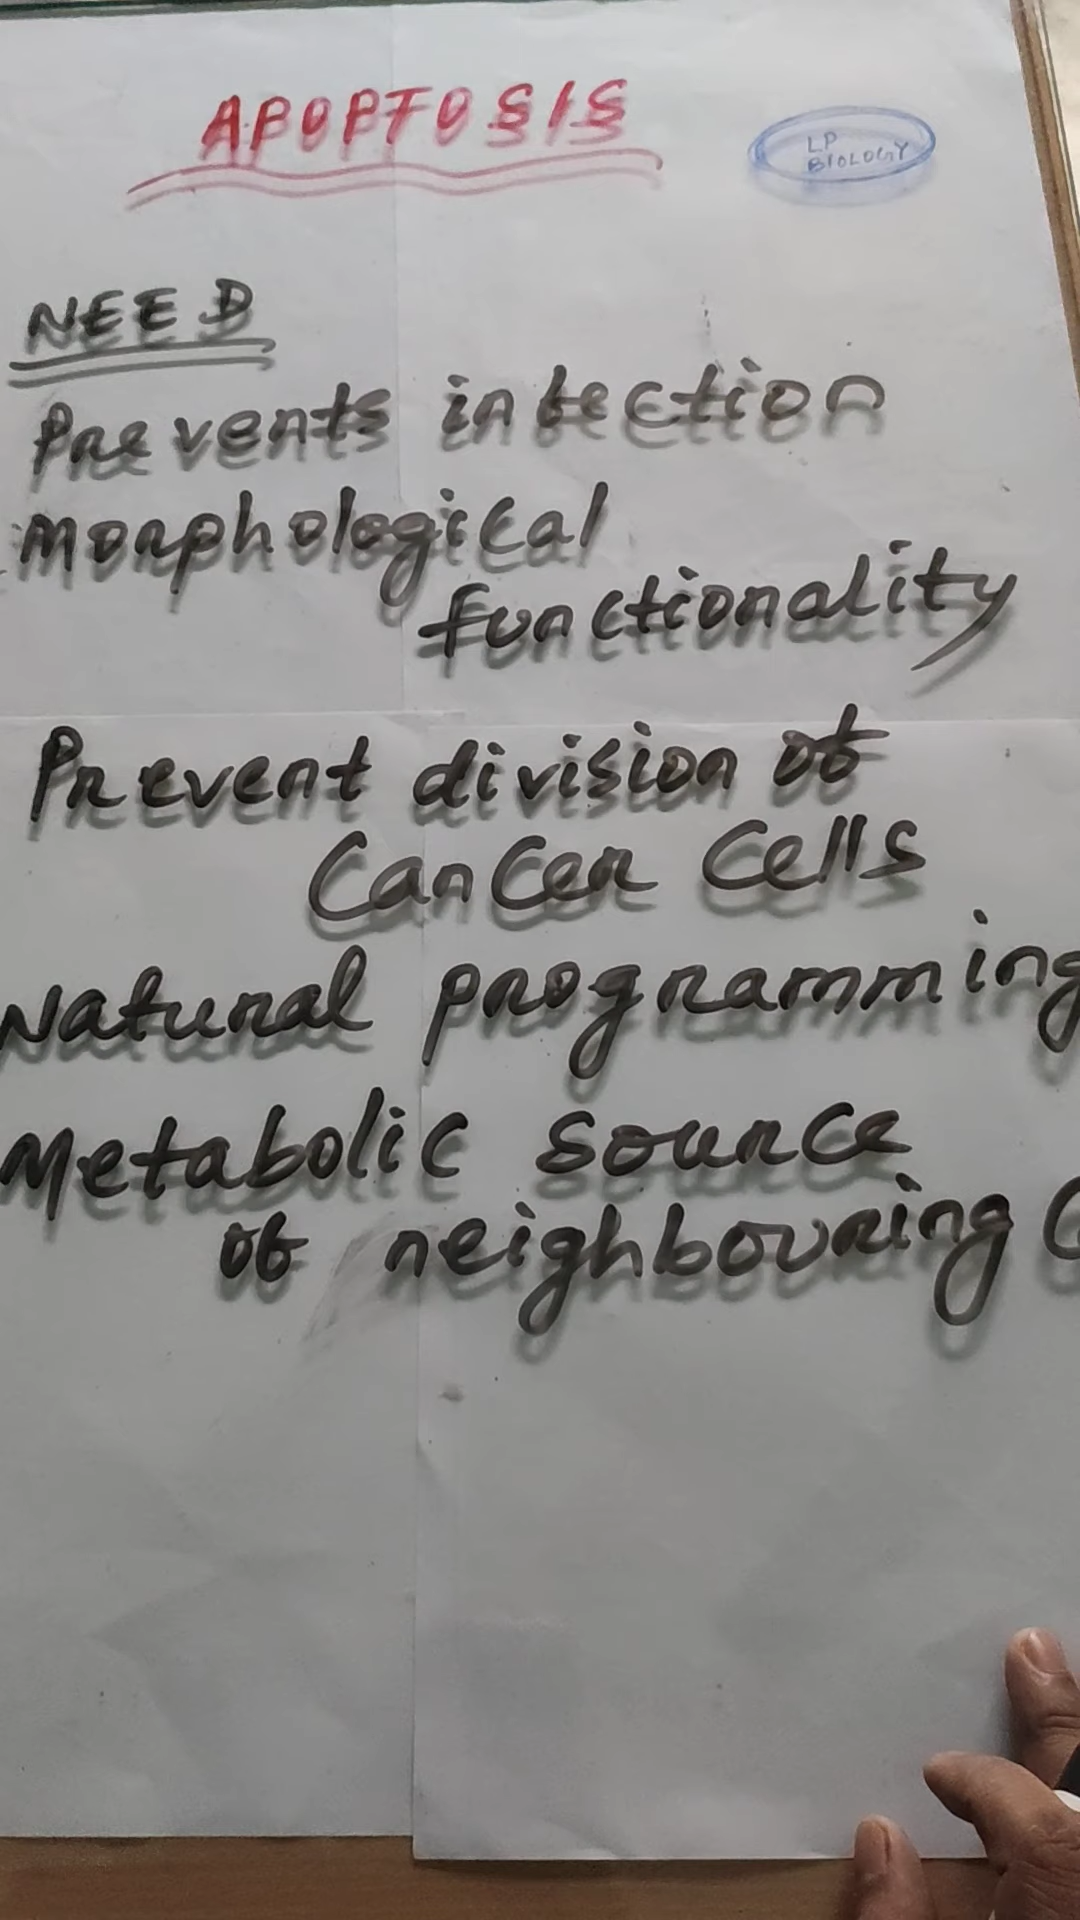 APOPTOSIS
LP
BIOLOGY
NEED
Prevents infection
Morphological
functionality
Prevent division of
Cancer Cells
Natural programming
Metabolic source
of neighbouring